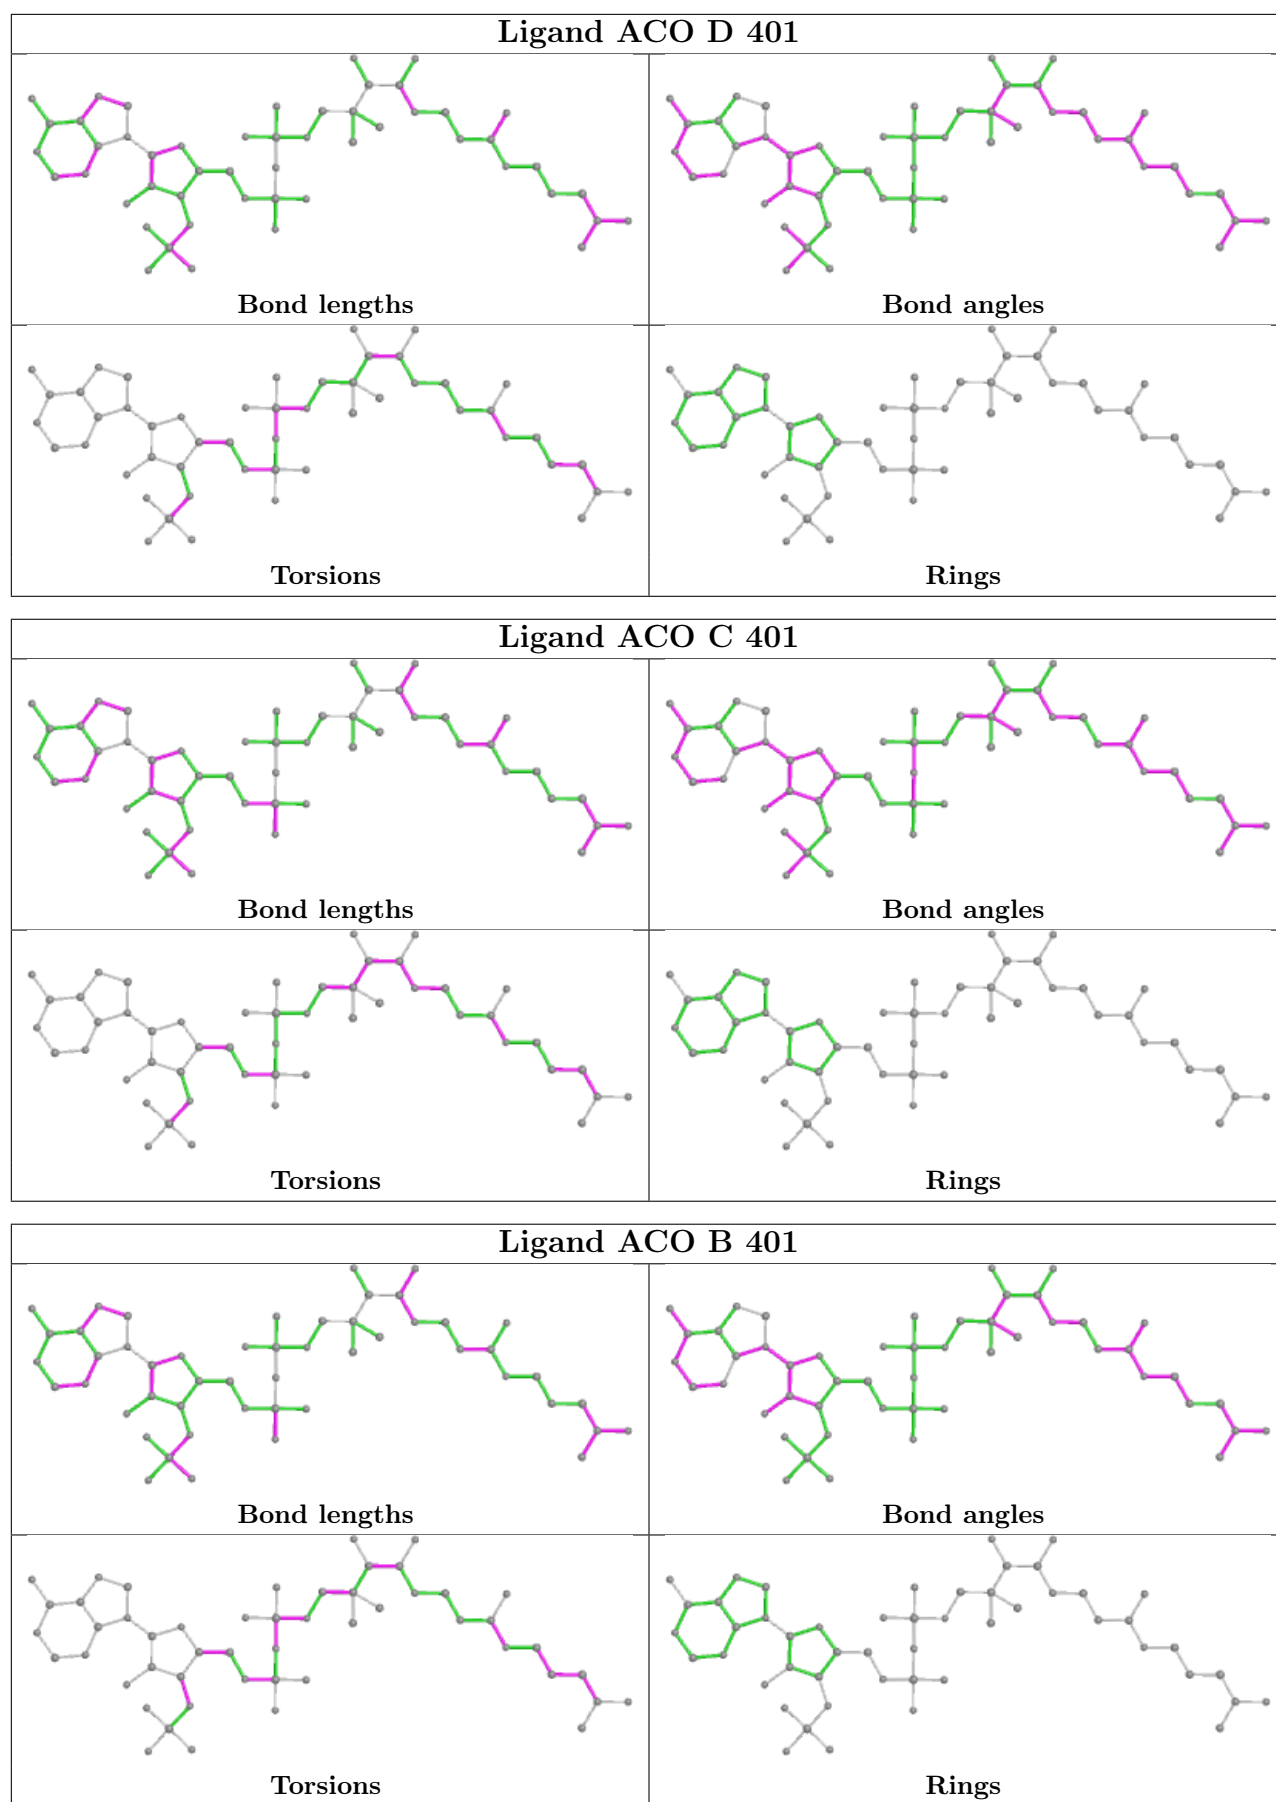 Ligand ACO D 401
Bond lengths
Bond angles
Torsions
Rings
Ligand ACO C 401
Bond lengths
Bond angles
Torsions
Rings
Ligand ACO B 401
Bond lengths
Bond angles
Torsions
Rings